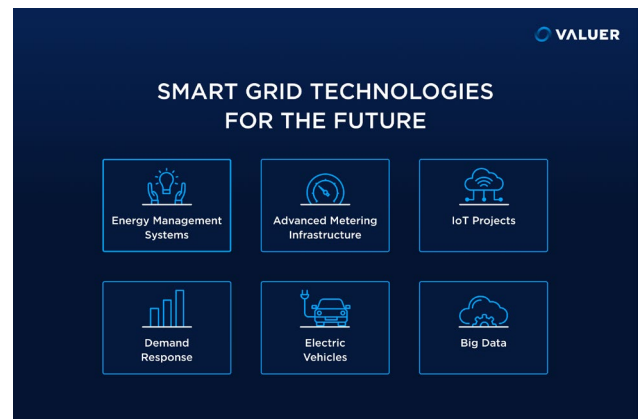 VALUER
SMART GRID TECHNOLOGIES
FOR THE FUTURE
Energy Management
Systems
Advanced Metering
Infrastructure
IoT Projects
Demand
Response
Electric
Vehicles
Big Data